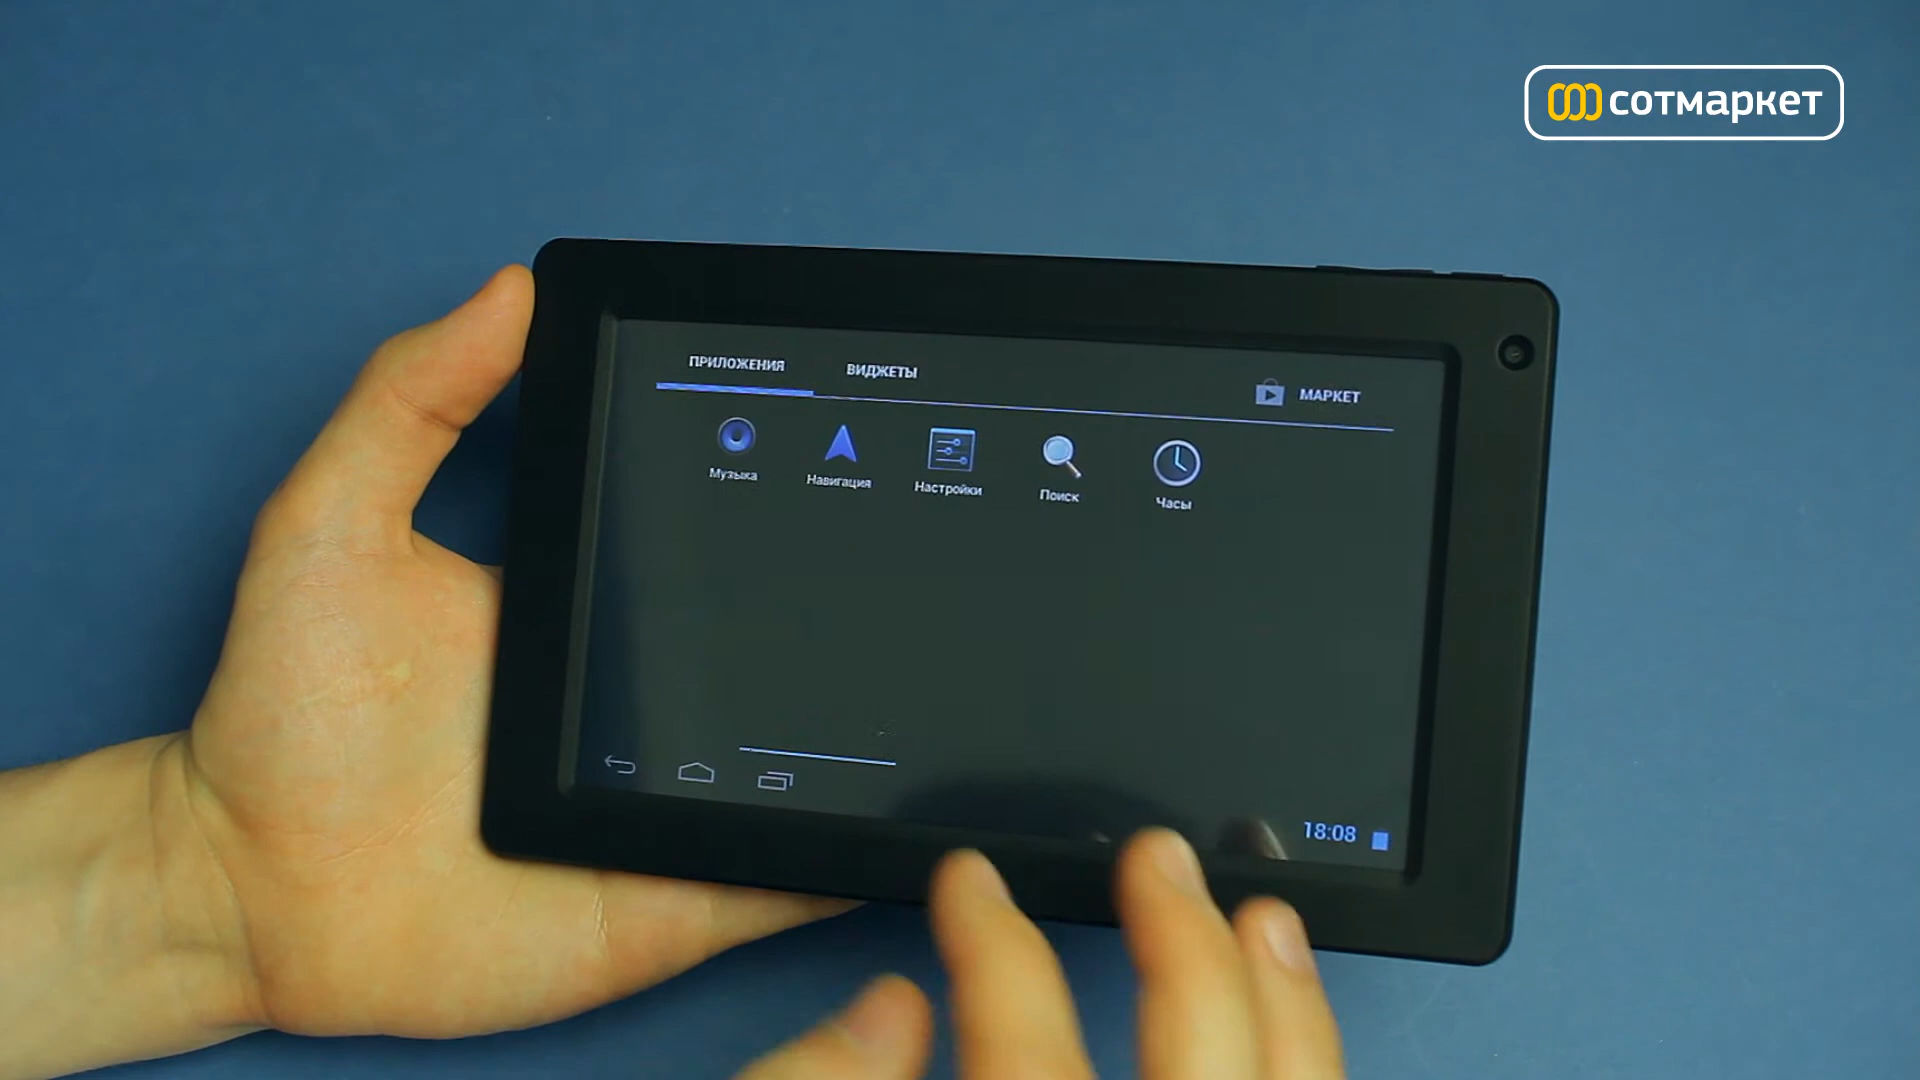 сотмаркет
ПРИЛОЖЕНИЯ ВИДЖЕТЫ МАРКЕТ
Музыка Навигация Настройки Поиск Часы
18:08